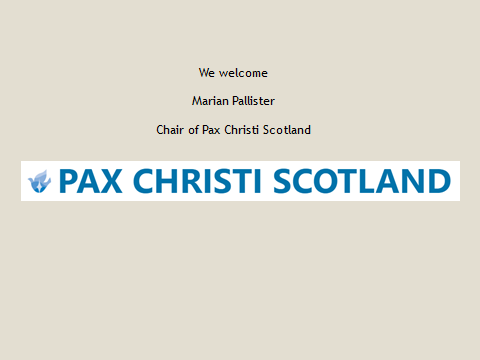 We welcome
Marian Pallister
Chair of Pax Christi Scotland
PAX CHRISTI SCOTLAND